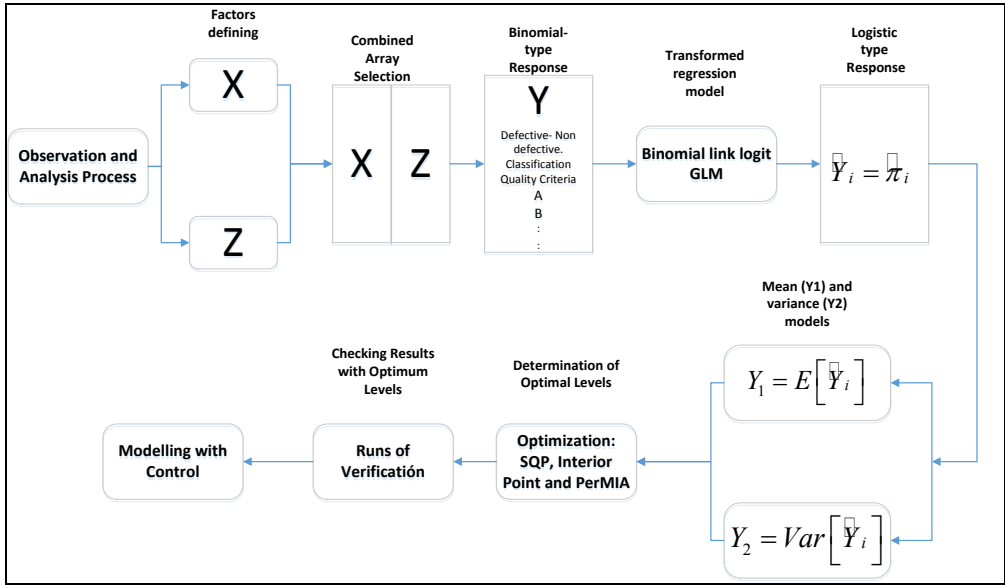 Factors
defining
X
Z
Observation and
Analysis Process
Combined
Array
Selection
X Z
Binomial-
type
Response
Y
Defective- Non
defective.
Classification
Quality Criteria
A
B
:
:
Transformed
regression
model
Binomial link logit
GLM
Logistic
type
Response
Y_i = π_i
Mean (Y1) and
variance (Y2)
models
Y_1 = E[Y_i]
Y_2 = Var[Y_i]
Determination of
Optimal Levels
Optimization:
SQP, Interior
Point and PerMIA
Checking Results
with Optimum
Levels
Runs of
Verificatión
Modelling with
Control